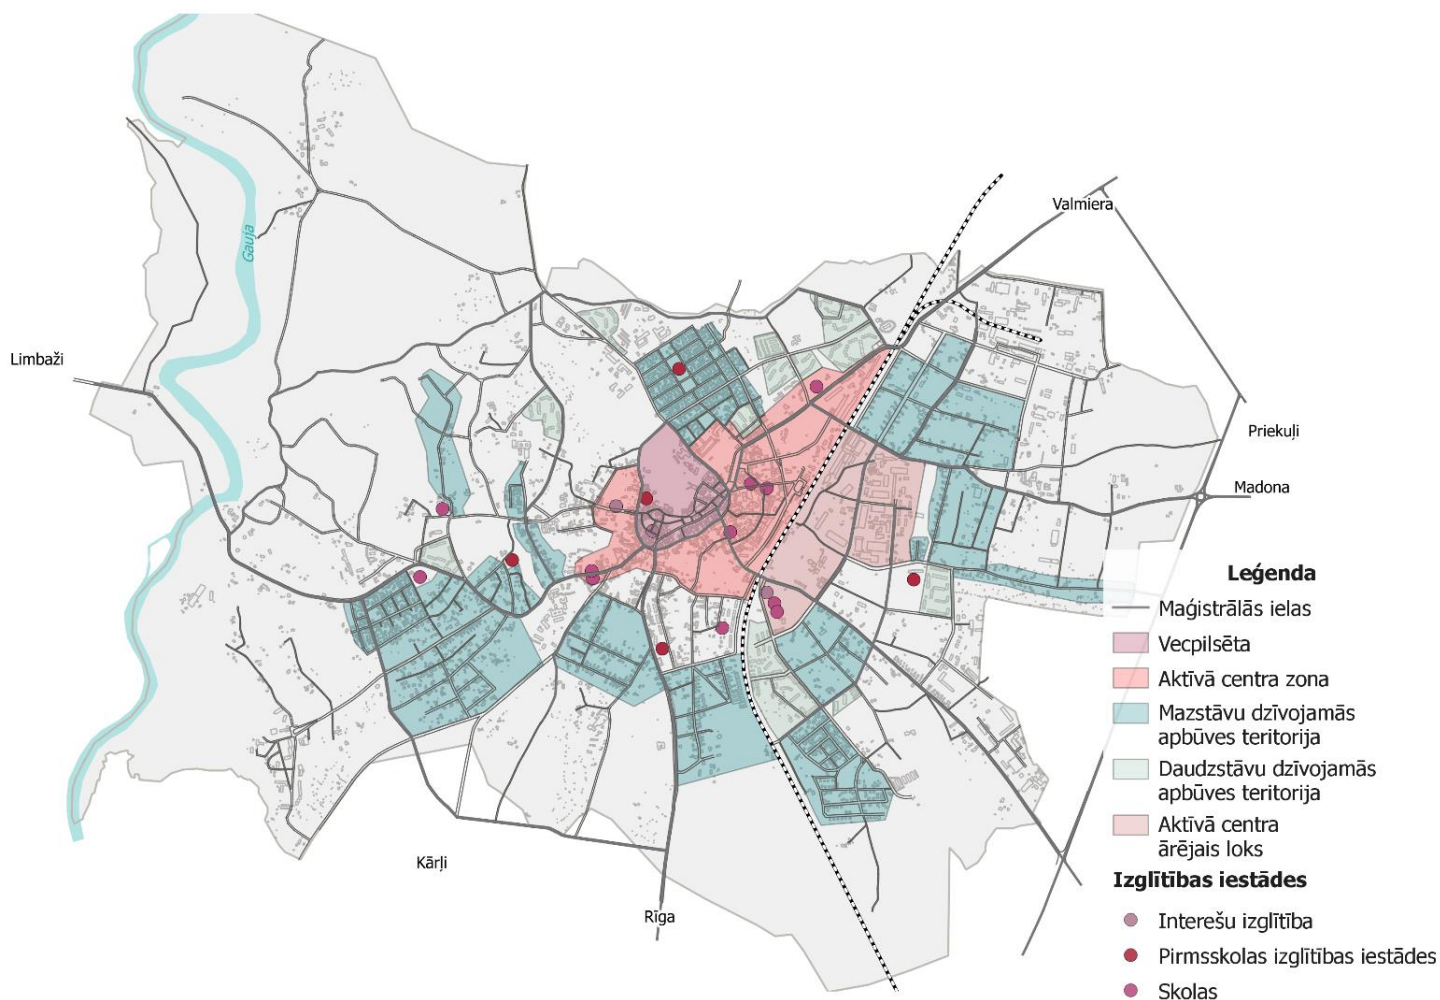 Valmiera
Gauja
Limbaži
Priekuļi
Madona
Kārļi
Rīga
Leģenda
Maģistrālās ielas
Vecpilsēta
Aktīvā centra zona
Mazstāvu dzīvojamās
apbūves teritorija
Daudzstāvu dzīvojamās
apbūves teritorija
Aktīvā centra
ārējais loks
Izglītības iestādes
Interešu izglītība
Pirmsskolas izglītības iestādes
Skolas